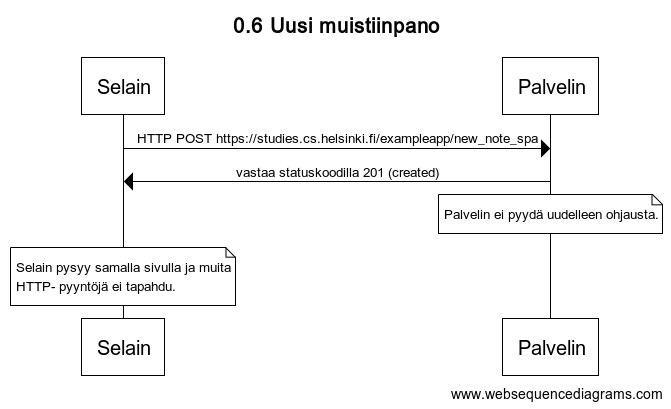 0.6 Uusi muistiinpano
Selain
Palvelin
HTTP POST https://studies.cs.helsinki.fi/exampleapp/new_note_spa
vastaa statuskoodilla 201 (created)
Palvelin ei pyydä uudelleen ohjausta.
Selain pysyy samalla sivulla ja muita
HTTP- pyyntöjä ei tapahdu.
Selain
Palvelin
www.websequencediagrams.com